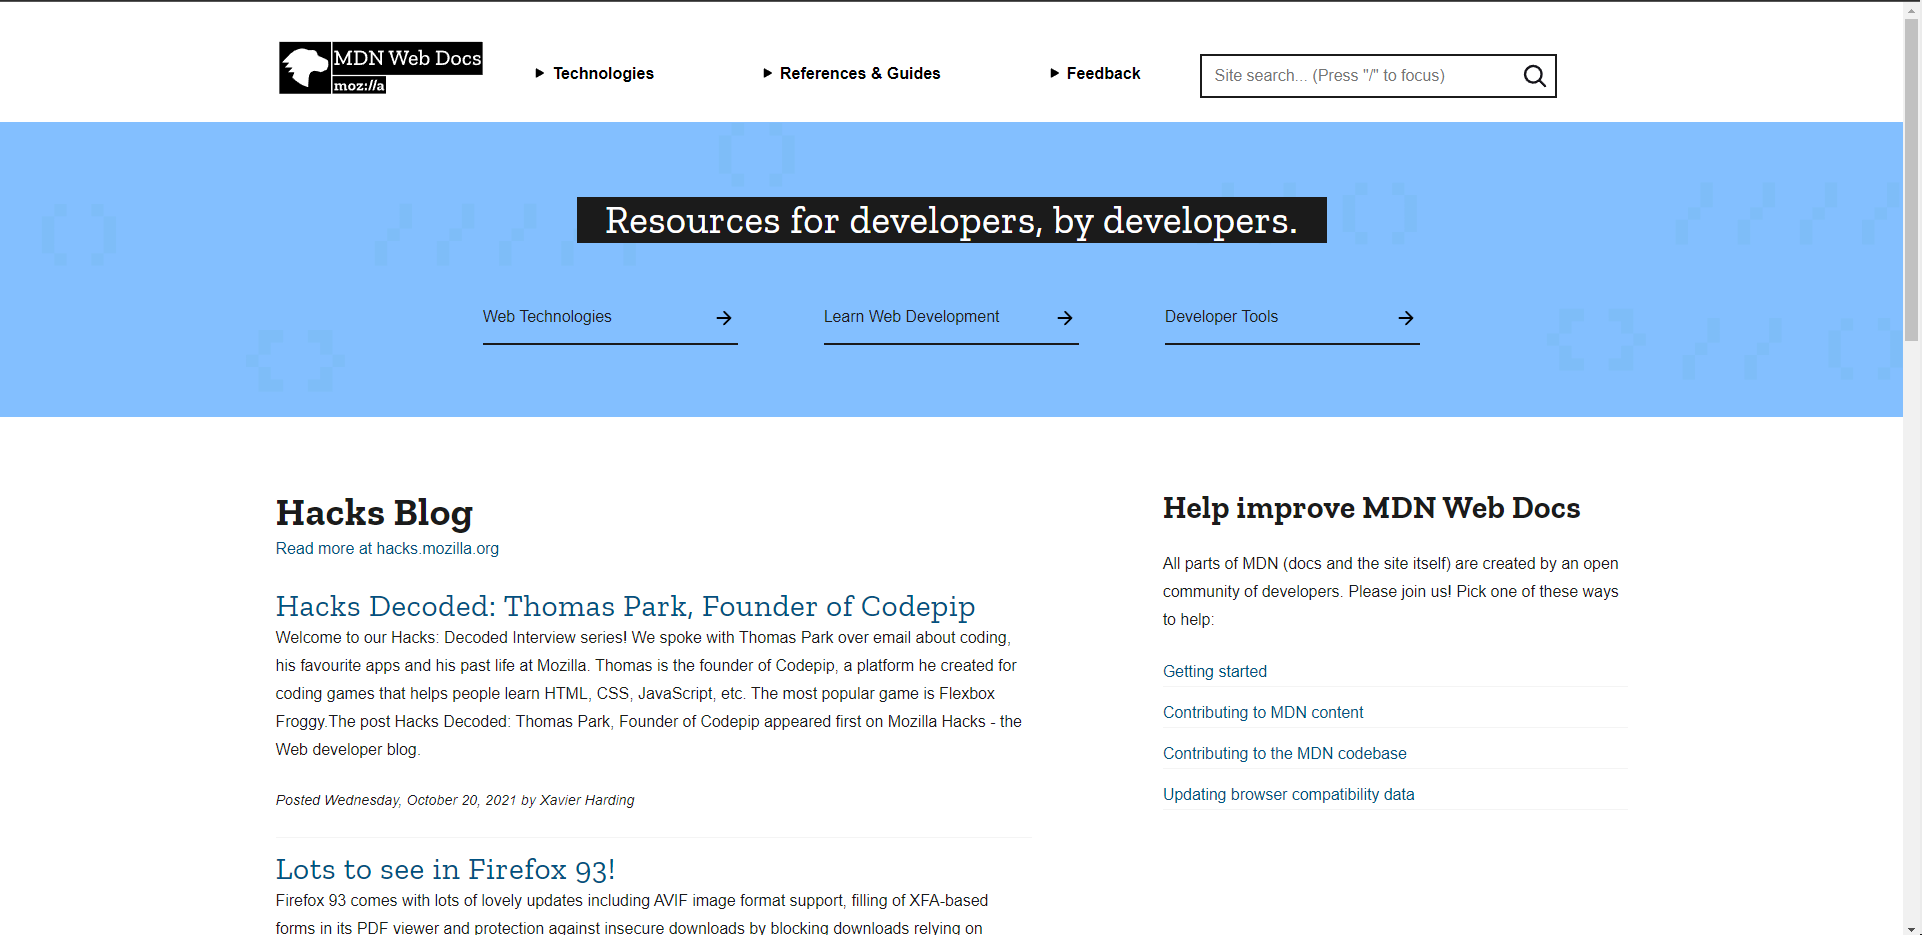 MDN Web Docs
moz://a
Technologies
References & Guides
Feedback
Site search... (Press "/" to focus)
Resources for developers, by developers.
Web Technologies
Learn Web Development
Developer Tools
Hacks Blog
Read more at hacks.mozilla.org
Hacks Decoded: Thomas Park, Founder of Codepip
Welcome to our Hacks: Decoded Interview series! We spoke with Thomas Park over email about coding,
his favourite apps and his past life at Mozilla. Thomas is the founder of Codepip, a platform he created for
coding games that helps people learn HTML, CSS, JavaScript, etc. The most popular game is Flexbox
Froggy.The post Hacks Decoded: Thomas Park, Founder of Codepip appeared first on Mozilla Hacks - the
Web developer blog.
Posted Wednesday, October 20, 2021 by Xavier Harding
Lots to see in Firefox 93!
Firefox 93 comes with lots of lovely updates including AVIF image format support, filling of XFA-based
forms in its PDF viewer and protection against insecure downloads by blocking downloads relying on
Help improve MDN Web Docs
All parts of MDN (docs and the site itself) are created by an open
community of developers. Please join us! Pick one of these ways
to help:
Getting started
Contributing to MDN content
Contributing to the MDN codebase
Updating browser compatibility data